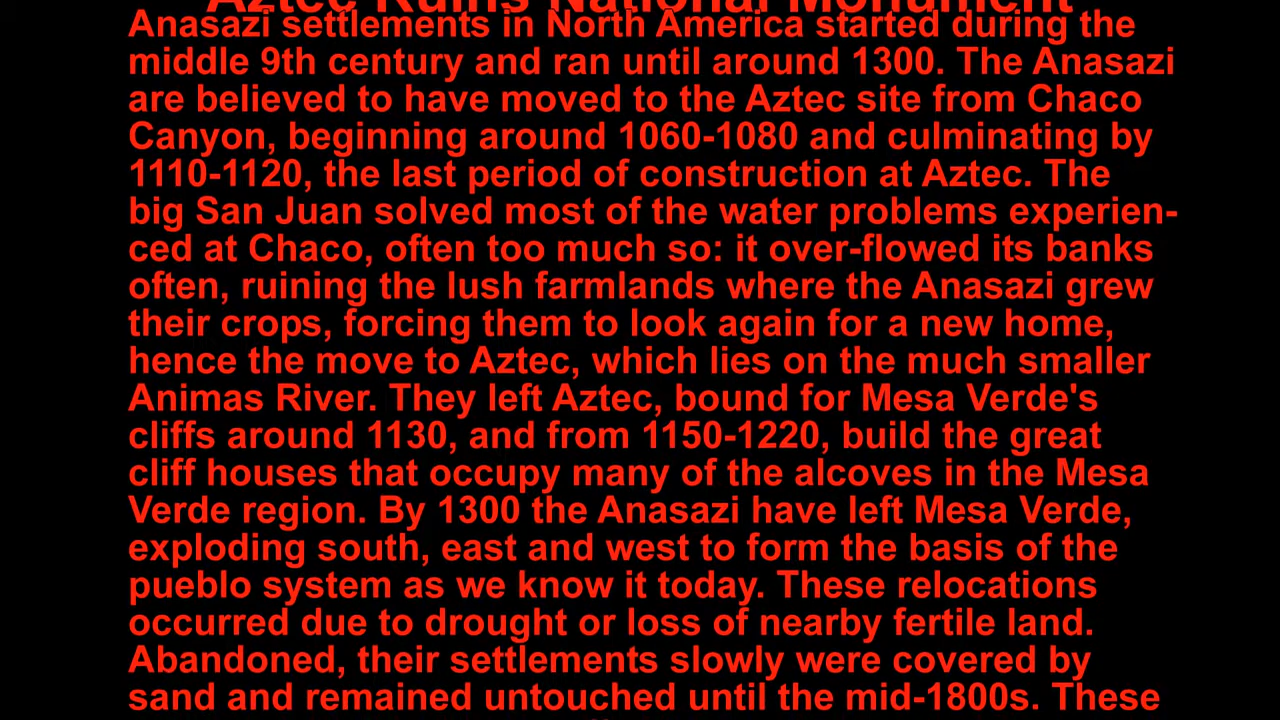 Aztec Ruins National Monument
Anasazi settlements in North America started during the
middle 9th century and ran until around 1300. The Anasazi
are believed to have moved to the Aztec site from Chaco
Canyon, beginning around 1060-1080 and culminating by
1110-1120, the last period of construction at Aztec. The
big San Juan solved most of the water problems experien-
ced at Chaco, often too much so: it over-flowed its banks
often, ruining the lush farmlands where the Anasazi grew
their crops, forcing them to look again for a new home,
hence the move to Aztec, which lies on the much smaller
Animas River. They left Aztec, bound for Mesa Verde's
cliffs around 1130, and from 1150-1220, build the great
cliff houses that occupy many of the alcoves in the Mesa
Verde region. By 1300 the Anasazi have left Mesa Verde,
exploding south, east and west to form the basis of the
pueblo system as we know it today. These relocations
occurred due to drought or loss of nearby fertile land.
Abandoned, their settlements slowly were covered by
sand and remained untouched until the mid-1800s. These